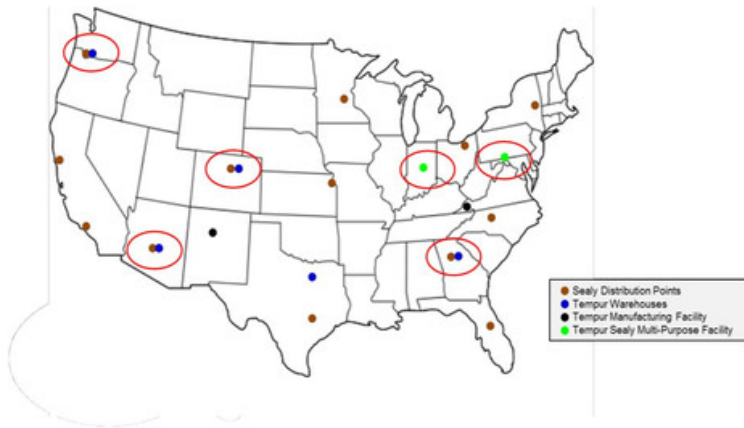 Sealy Distribution Points
Tempur Warehouses
Tempur Manufacturing Facility
Tempur Sealy Multi-Purpose Facility